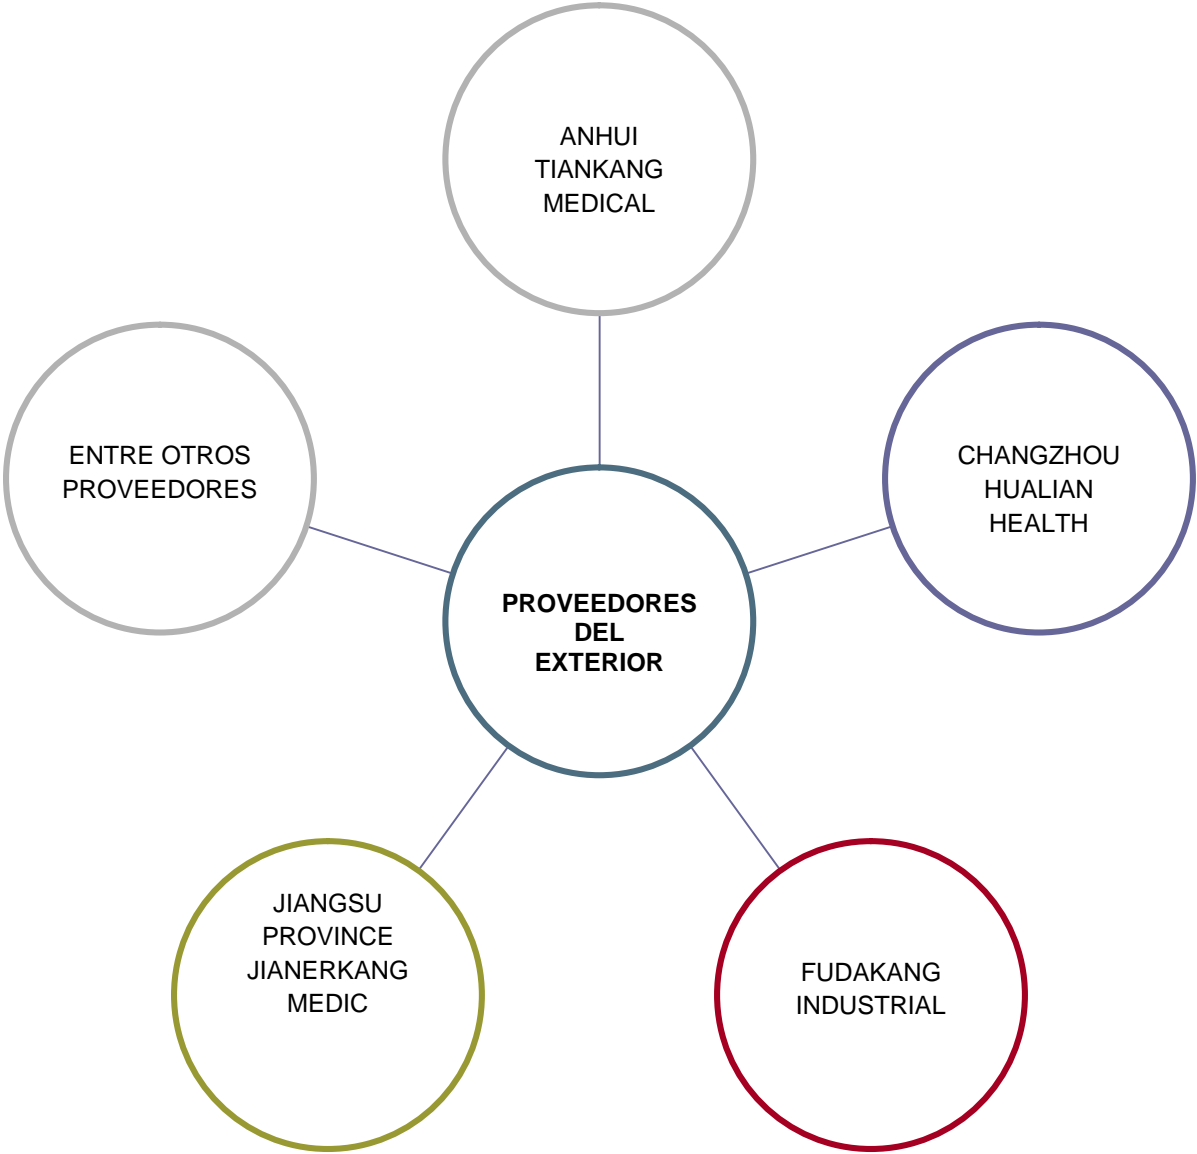 ANHUI
TIANKANG
MEDICAL
ENTRE OTROS
PROVEEDORES
CHANGZHOU
HUALIAN
HEALTH
PROVEEDORES
DEL
EXTERIOR
JIANGSU
PROVINCE
JIANERKANG
MEDIC
FUDAKANG
INDUSTRIAL